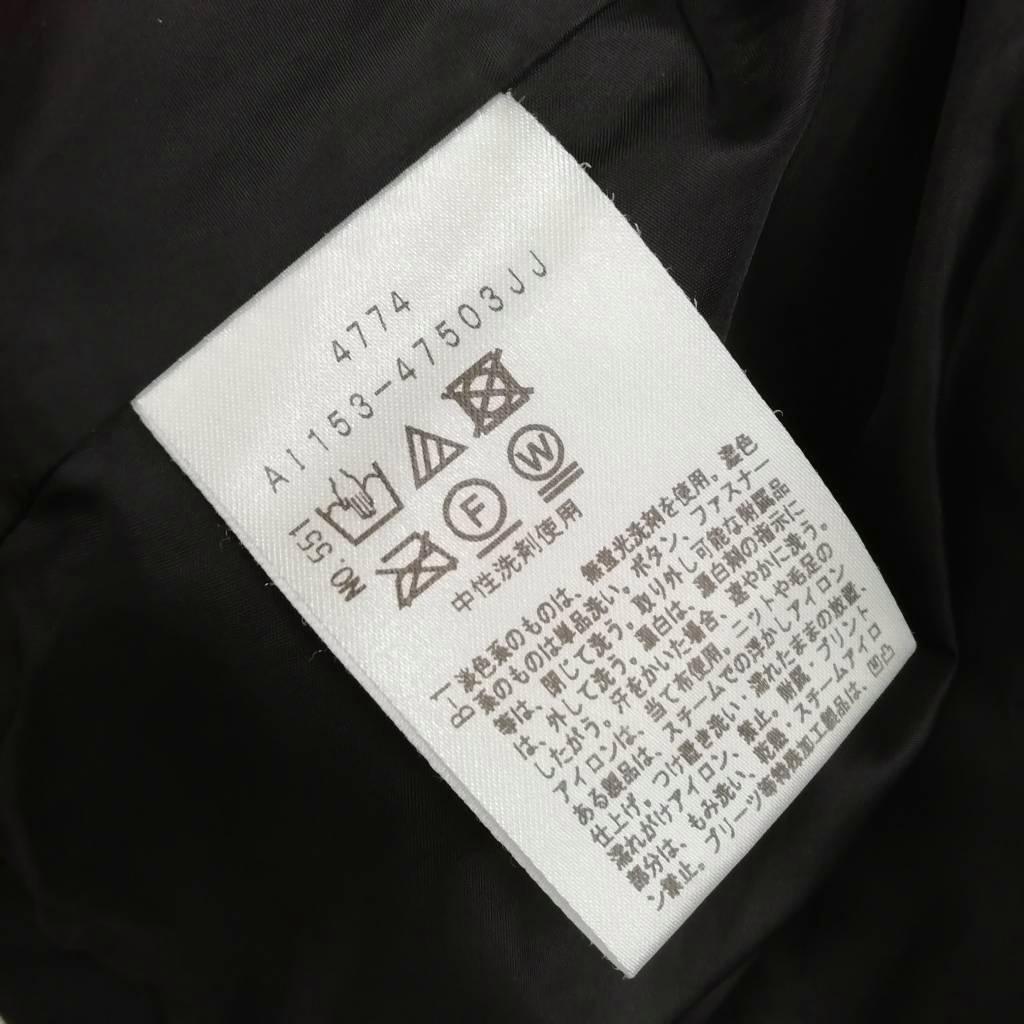 4774
A1153-47503JJ
NO. 551
F
W
中性洗剤使用
B-1
淡色系のものは、無蛍光洗剤を使用。濃色
系のものは単品洗い。ボタン、ファスナー
等は、閉じて洗う。取り外し可能な附属品
は、外して洗う。漂白は、漂白剤の指示に
したがう。汗をかいた場合、速やかに洗う。
アイロンは、当て布使用。ニットや毛足の
ある製品は、スチームでの浮かしアイロン
仕上げ。つけ置き洗い・濡れたままの放置、
濡れがけアイロン、禁止。附属・プリント
部分は、もみ洗い、乾燥・スチームアイロ
ン禁止。プリーツ等特殊加工製品は、凹凸